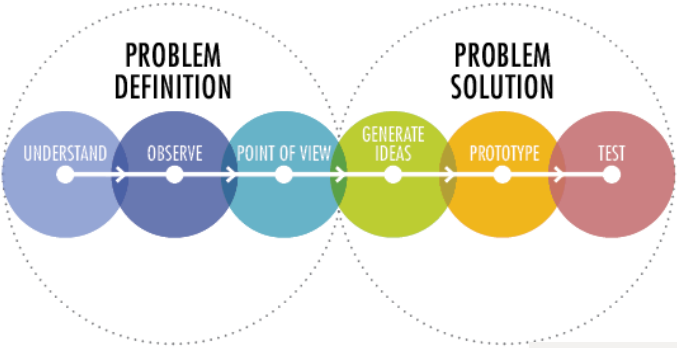 PROBLEM
DEFINITION
PROBLEM
SOLUTION
UNDERSTAND
OBSERVE
POINT OF VIEW
GENERATE
IDEAS
PROTOTYPE
TEST